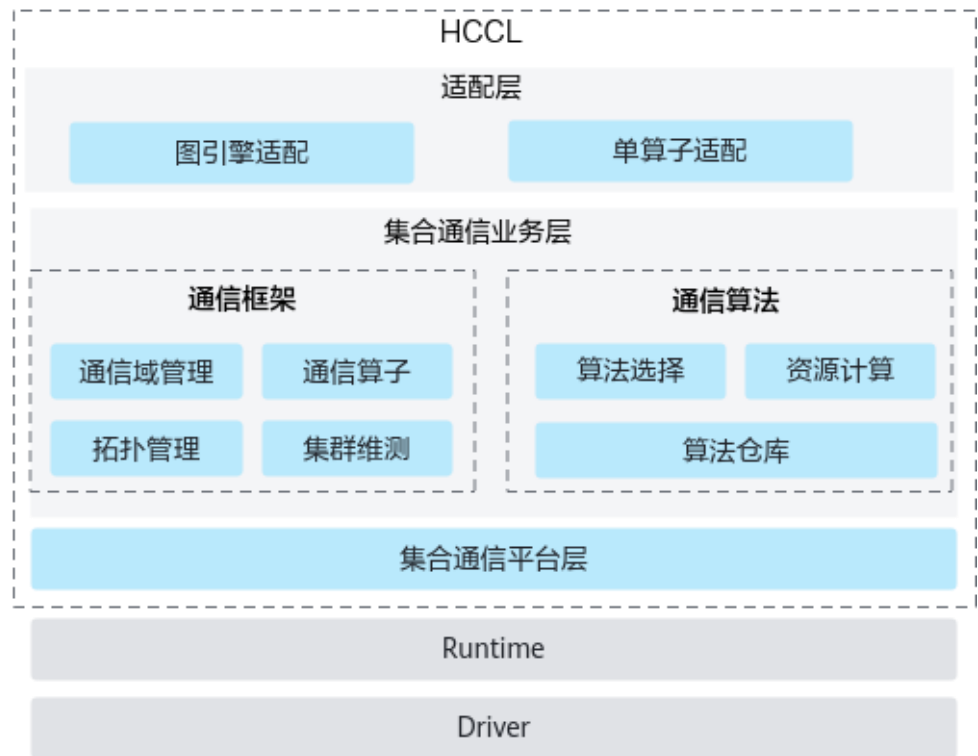 HCCL
适配层
图引擎适配
单算子适配
集合通信业务层
通信框架
通信域管理
通信算子
拓扑管理
集群维测
通信算法
算法选择
资源计算
算法仓库
集合通信平台层
Runtime
Driver